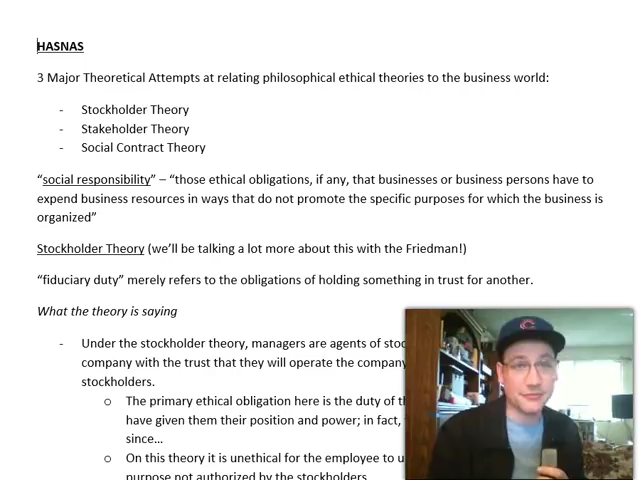 HASNAS
3 Major Theoretical Attempts at relating philosophical ethical theories to the business world:
- Stockholder Theory
- Stakeholder Theory
- Social Contract Theory
“social responsibility” – “those ethical obligations, if any, that businesses or business persons have to
expend business resources in ways that do not promote the specific purposes for which the business is
organized”
Stockholder Theory (we’ll be talking a lot more about this with the Friedman!)
“fiduciary duty” merely refers to the obligations of holding something in trust for another.
What the theory is saying
- Under the stockholder theory, managers are agents of
company with the trust that they will operate the company
stockholders.
o The primary ethical obligation here is the duty of
have given them their position and power; in fact,
since…
o On this theory it is unethical for the employee to
purpose not authorized by the stockholders